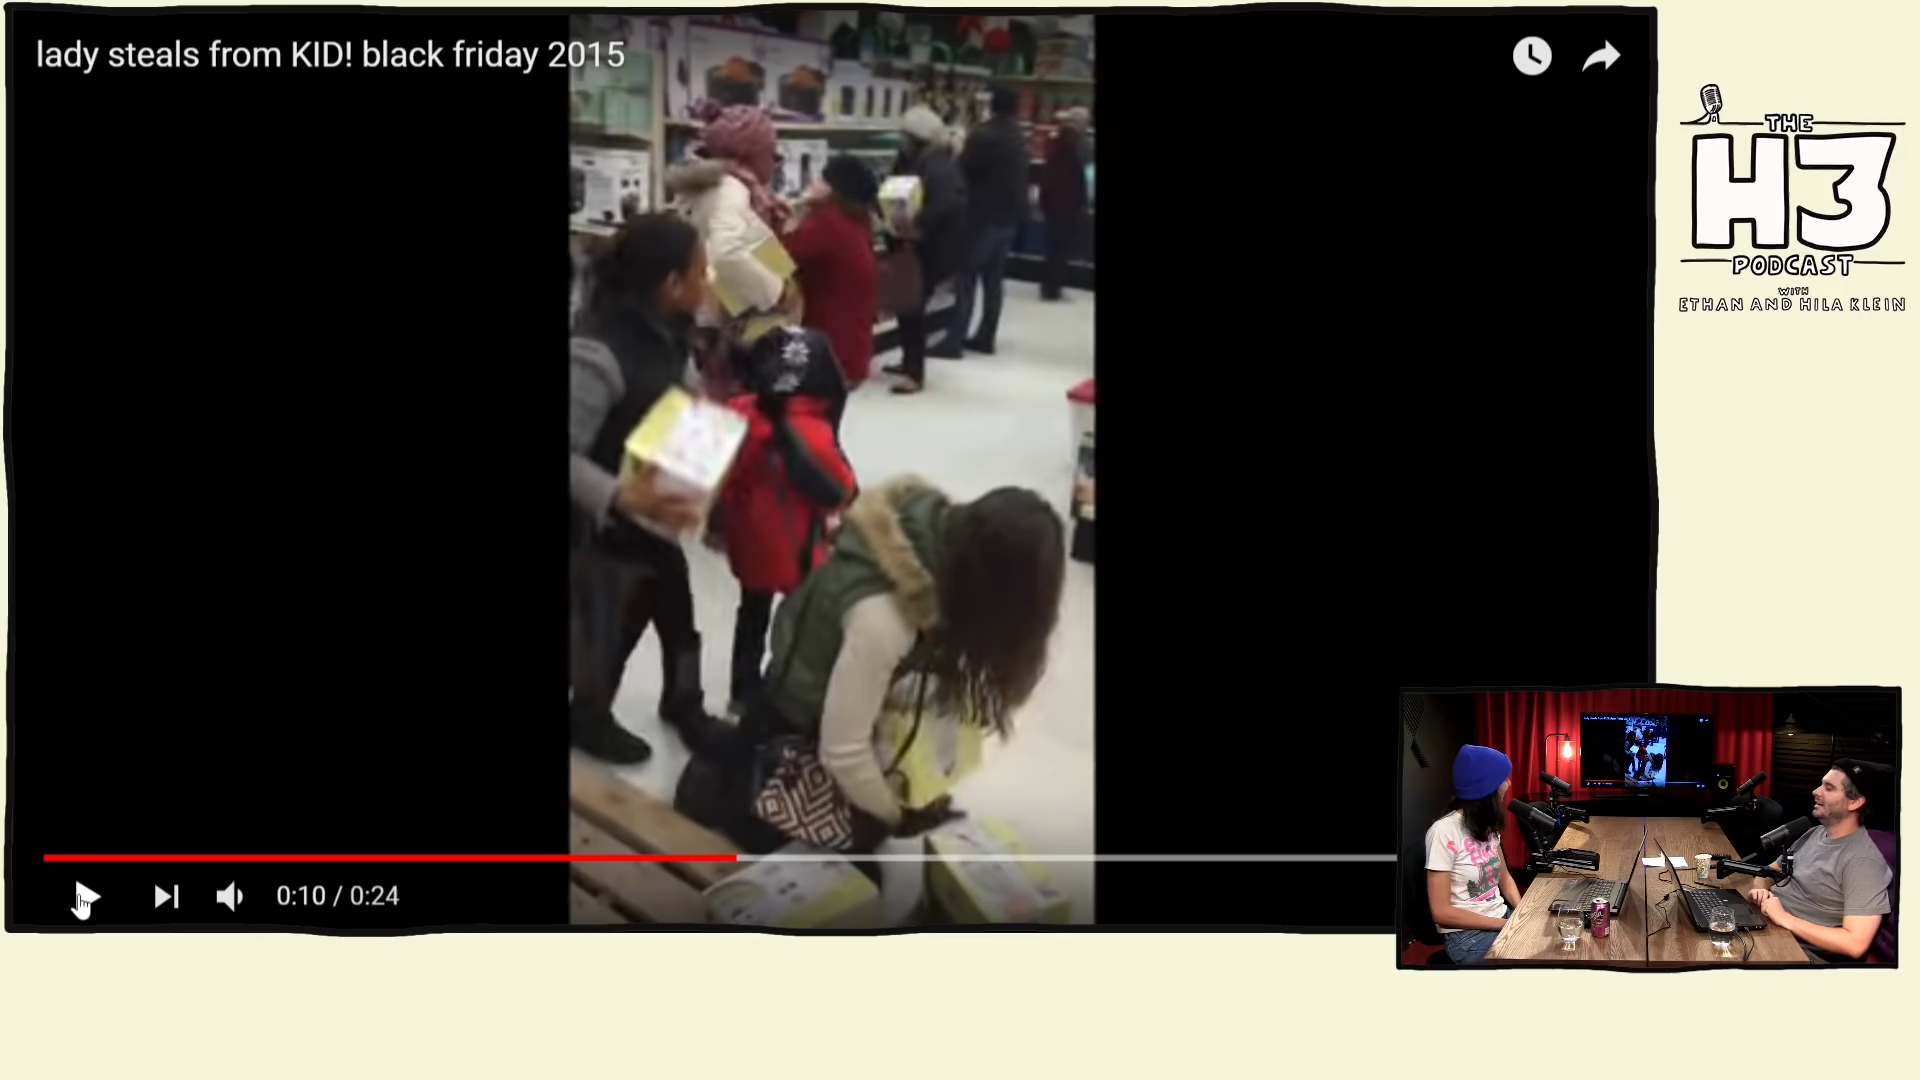 lady steals from KID! black friday 2015
THE
H3
PODCAST
WITH
ETHAN AND HILA KLEIN
0:10 / 0:24